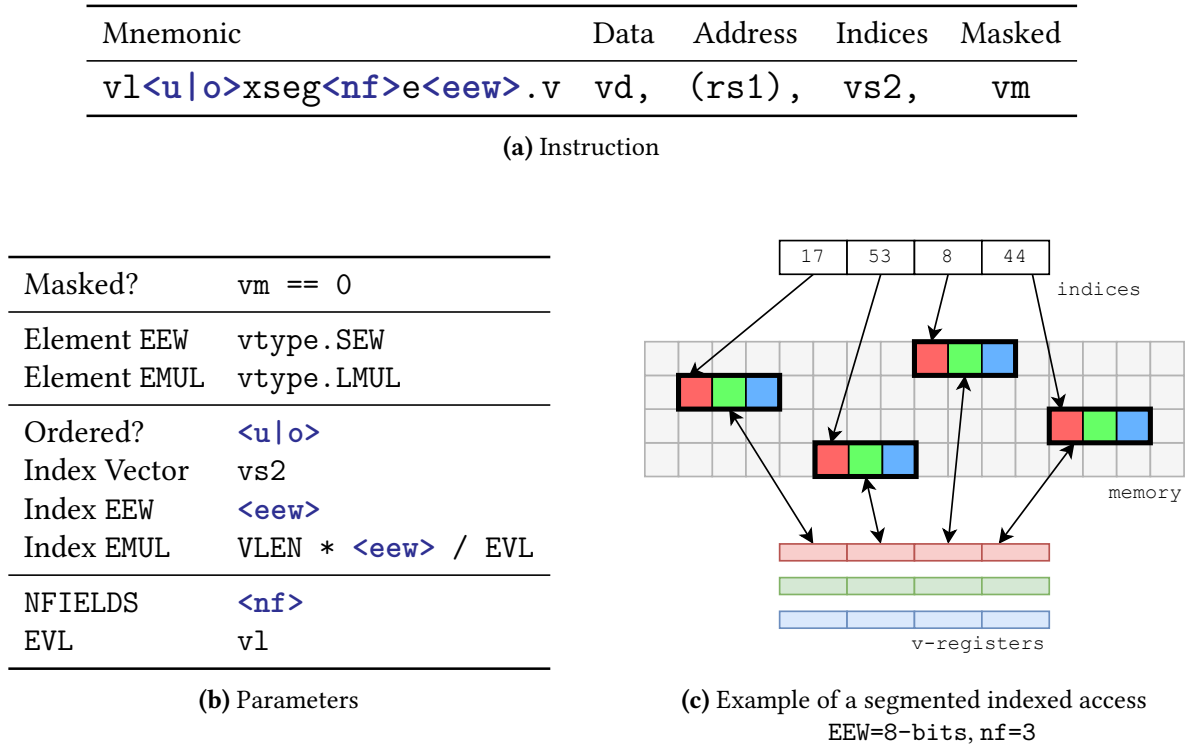 Mnemonic Data Address Indices Masked
vl<u|o>xseg<nf>e<eew>.v vd, (rs1), vs2, vm
(a) Instruction
Masked? vm == 0
Element EEW vtype.SEW
Element EMUL vtype.LMUL
Ordered? <u|o>
Index Vector vs2
Index EEW <eew>
Index EMUL VLEN * <eew> / EVL
NFIELDS <nf>
EVL vl
(b) Parameters
17 53 8 44
indices
memory
v-registers
(c) Example of a segmented indexed access
EEW=8-bits, nf=3